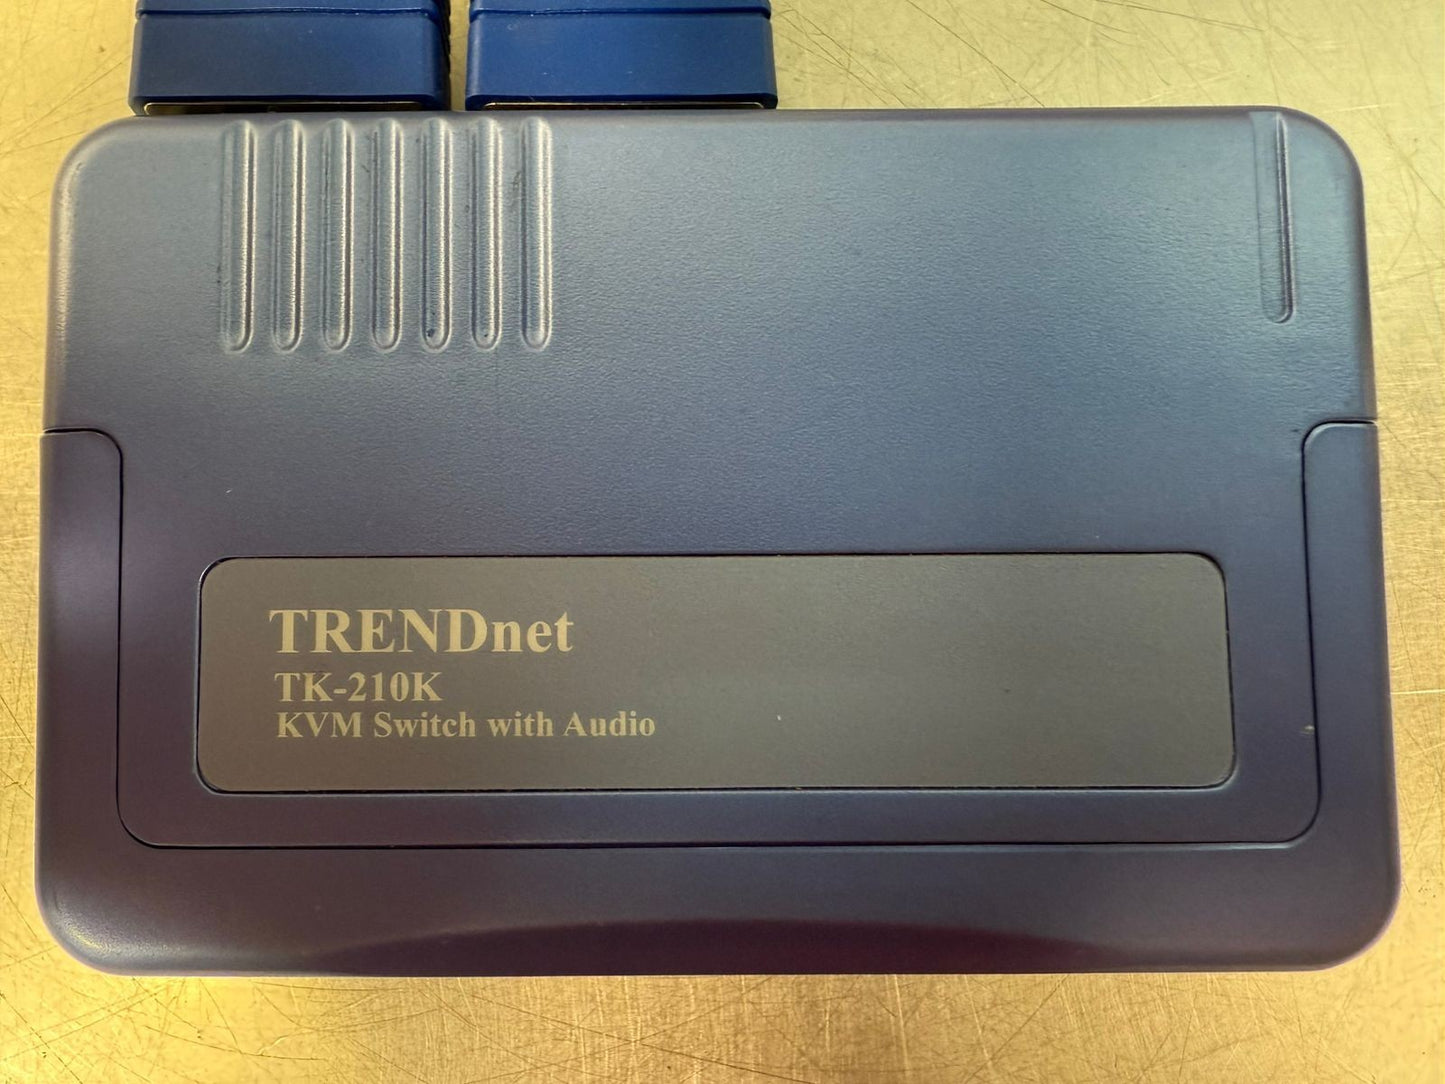 TRENDnet
TK-210K
KVM Switch with Audio